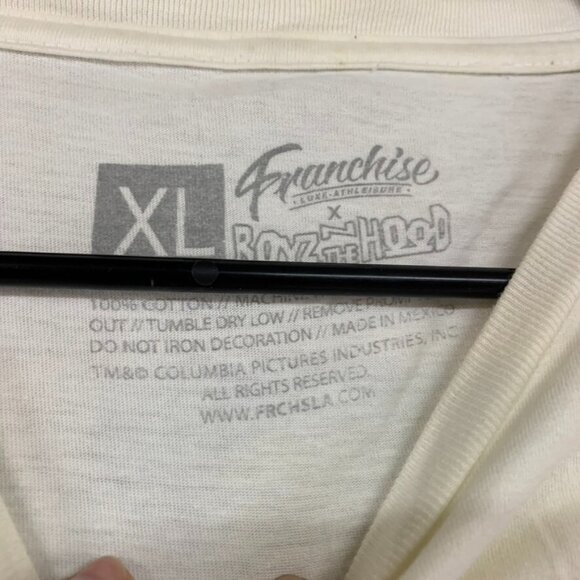 XL
Franchise
• LUXE-ATHLEISURE •
X
BOYZ N THE HOOD
100% COTTON // MACHINE
OUT // TUMBLE DRY LOW // REMOVE PROMPTLY
DO NOT IRON DECORATION // MADE IN MEXICO
TM&© COLUMBIA PICTURES INDUSTRIES, INC.
ALL RIGHTS RESERVED.
WWW.FRCHSLA.COM